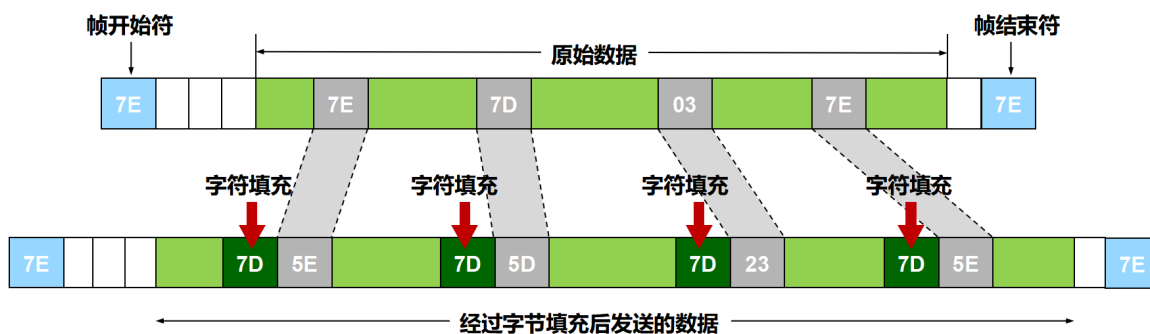 帧开始符
原始数据
帧结束符
7E 7E 7D 03 7E 7E
字符填充 字符填充 字符填充 字符填充
7E 7D 5E 7D 5D 7D 23 7D 5E 7E
经过字节填充后发送的数据